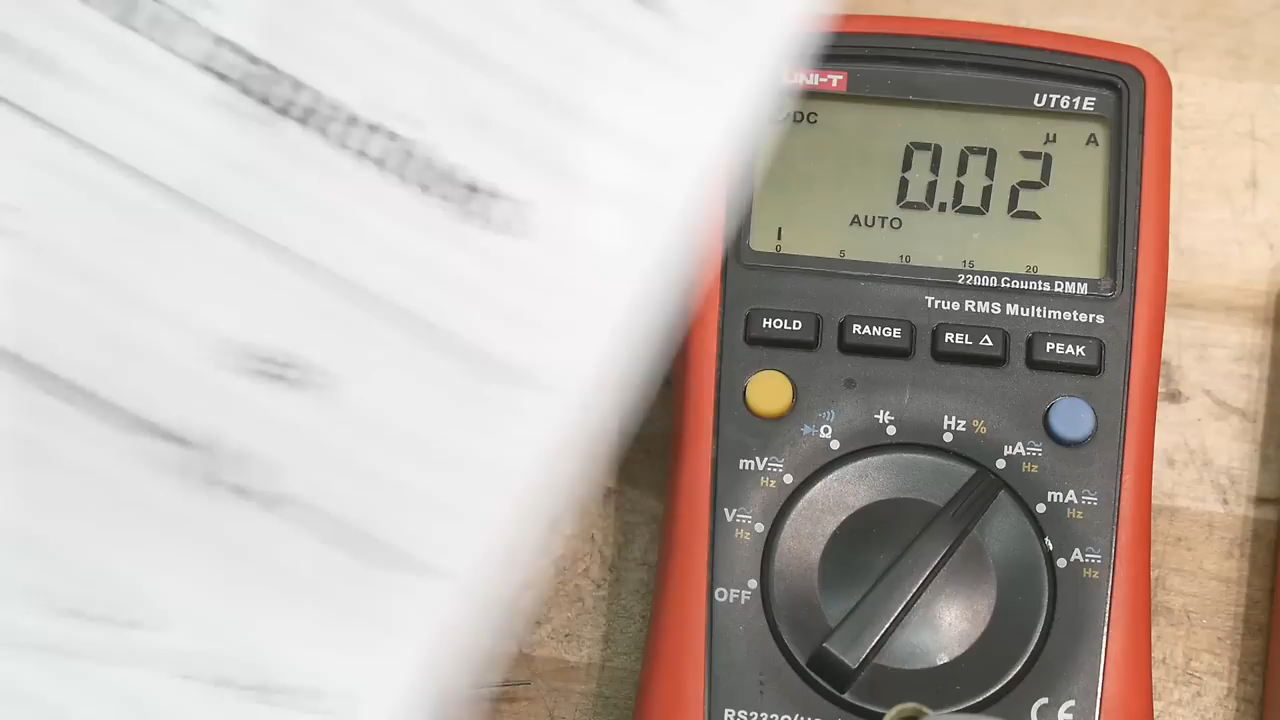 UNI-T
UT61E
DC
μ A
0.02
AUTO
0 5 10 15 20
22000 Counts DMM
True RMS Multimeters
HOLD RANGE REL Δ PEAK
Ω Hz %
mV Hz
μA Hz
mA Hz
V Hz
A Hz
OFF
CE